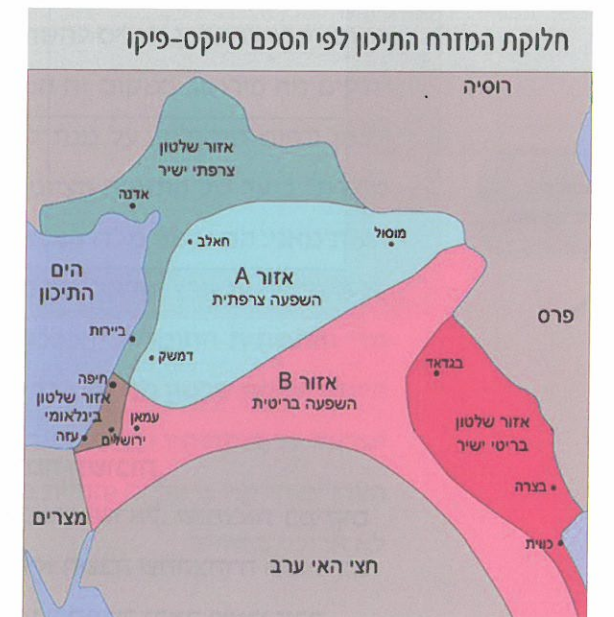 חלוקת המזרח התיכון לפי הסכם סייקס-פיקו
רוסיה
אזור שלטון
צרפתי ישיר
אדנה
חאלב
מוסול
הים
התיכון
אזור A
השפעה צרפתית
פרס
ביירות
דמשק
בגדאד
חיפה
אזור B
השפעה בריטית
אזור שלטון
בינלאומי
עמאן
ירושלים
עזה
אזור שלטון
בריטי ישיר
בצרה
מצרים
כווית
חצי האי ערב